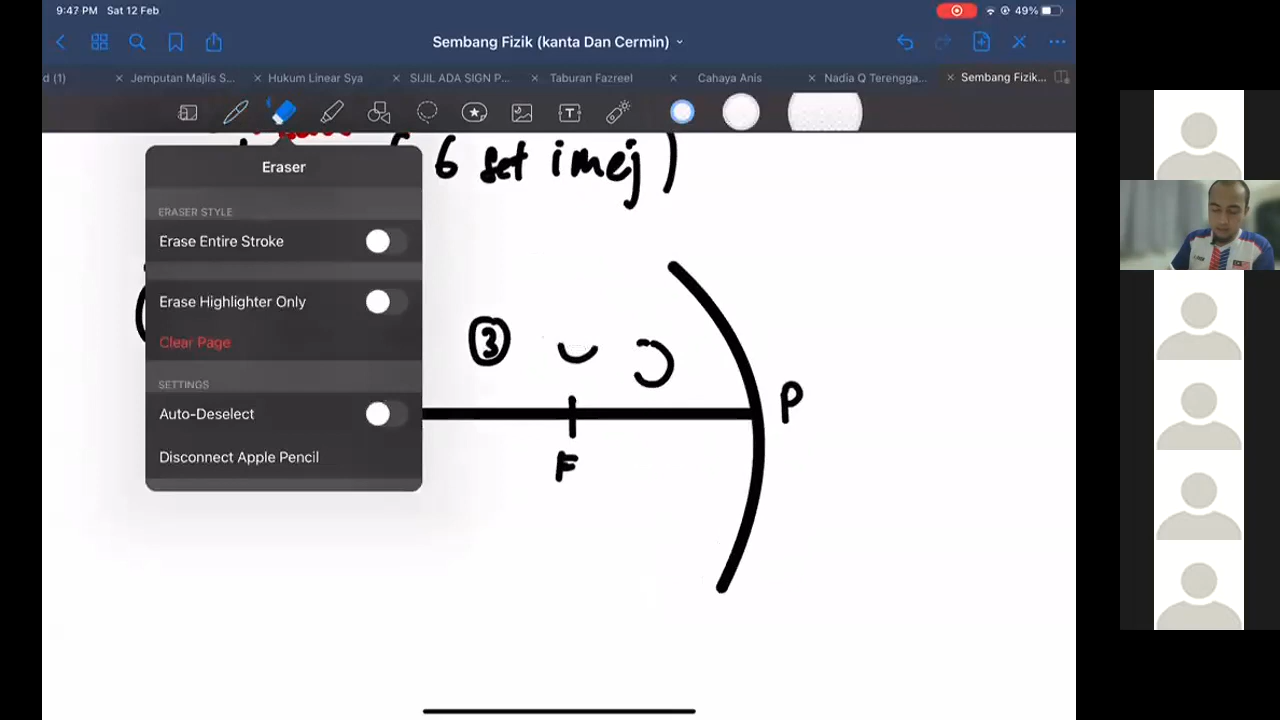 9:47 PM Sat 12 Feb
49%
Sembang Fizik (kanta Dan Cermin)
d (1)
Jemputan Majlis S...
Hukum Linear Sya
SIJIL ADA SIGN P...
Taburan Fazreel
Cahaya Anis
Nadia Q Terengga...
Sembang Fizik...
T
6 set imej )
Eraser
ERASER STYLE
Erase Entire Stroke
Erase Highlighter Only
Clear Page
SETTINGS
Auto-Deselect
Disconnect Apple Pencil
3
P
F